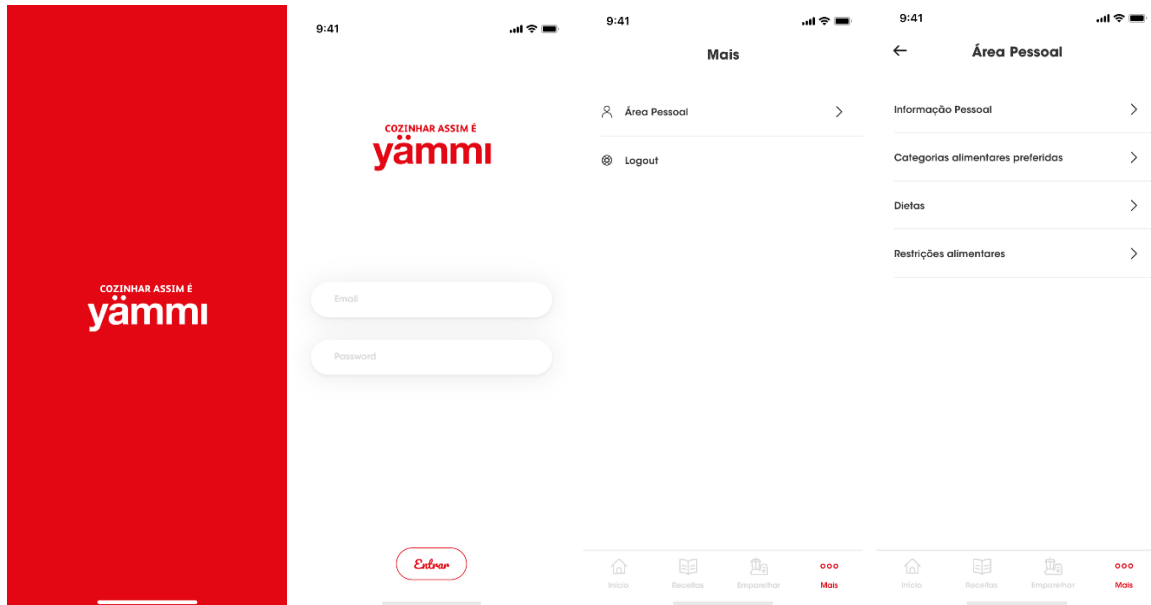 COZINHAR ASSIM É
yämmi
9:41
COZINHAR ASSIM É
yämmi
Email
Password
Entrar
9:41
Mais
Área Pessoal
Logout
Início
Receitas
Emparelhar
Mais
9:41
Área Pessoal
Informação Pessoal
Categorias alimentares preferidas
Dietas
Restrições alimentares
Início
Receitas
Emparelhar
Mais